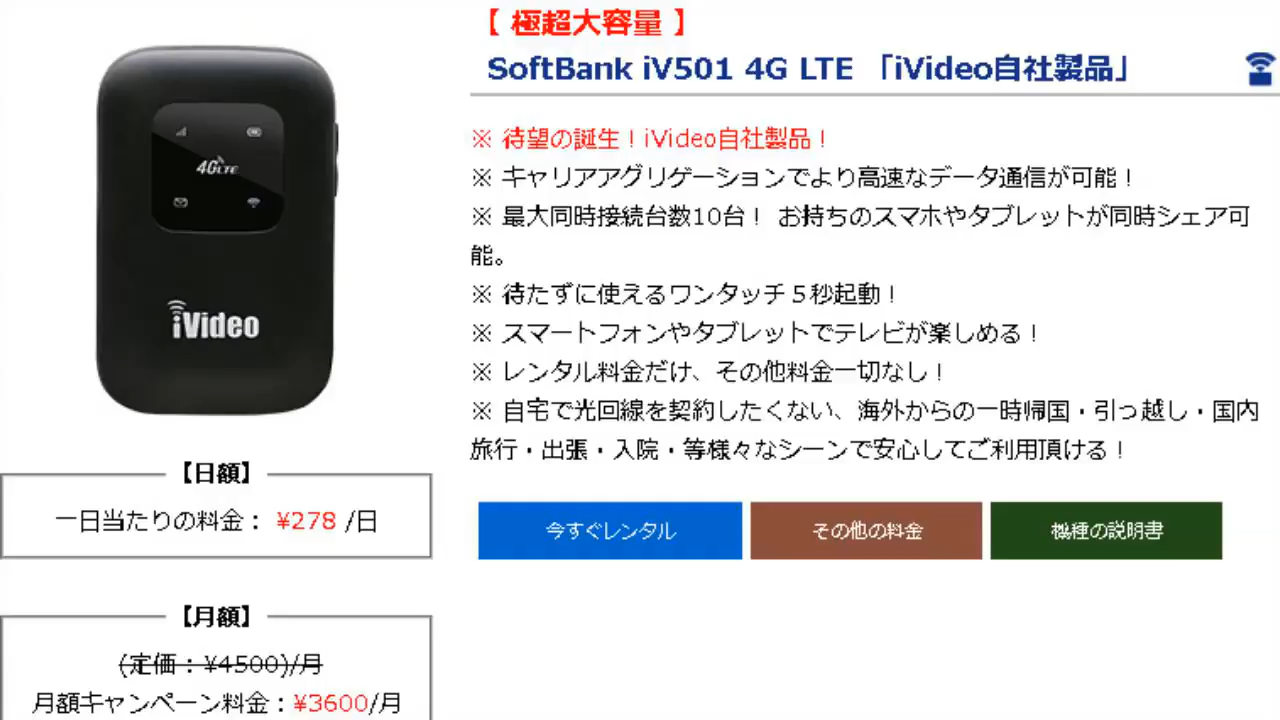 【 極超大容量 】
SoftBank iV501 4G LTE 「iVideo自社製品」
※ 待望の誕生！iVideo自社製品！
※ キャリアアグリゲーションでより高速なデータ通信が可能！
※ 最大同時接続台数10台！ お持ちのスマホやタブレットが同時シェア可
能。
※ 待たずに使えるワンタッチ５秒起動！
※ スマートフォンやタブレットでテレビが楽しめる！
※ レンタル料金だけ、その他料金一切なし！
※ 自宅で光回線を契約したくない、海外からの一時帰国・引っ越し・国内
旅行・出張・入院・等様々なシーンで安心してご利用頂ける！
今すぐレンタル
その他の料金
機種の説明書
4G LTE
iVideo
【日額】
一日当たりの料金： ¥278 /日
【月額】
(定価：¥4500)/月
月額キャンペーン料金：¥3600/月